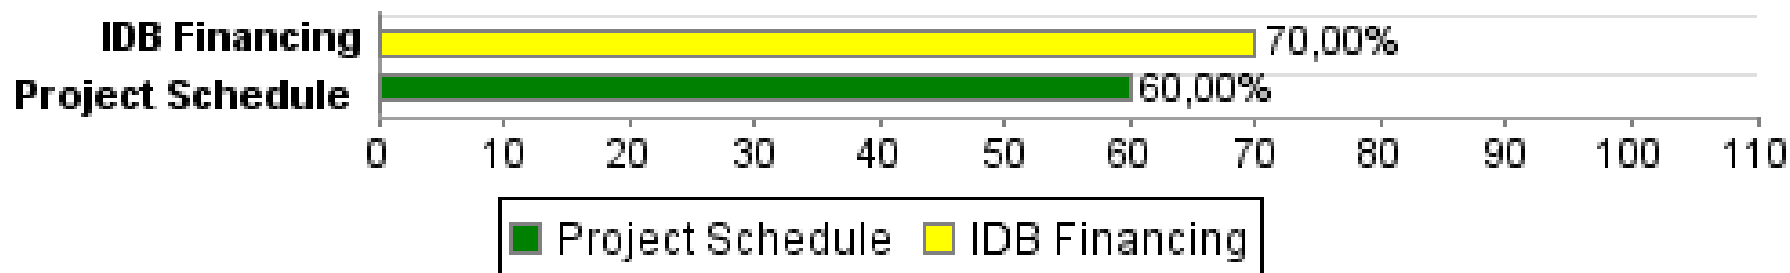 IDB Financing
70,00%
Project Schedule
60,00%
0 10 20 30 40 50 60 70 80 90 100 110
Project Schedule IDB Financing